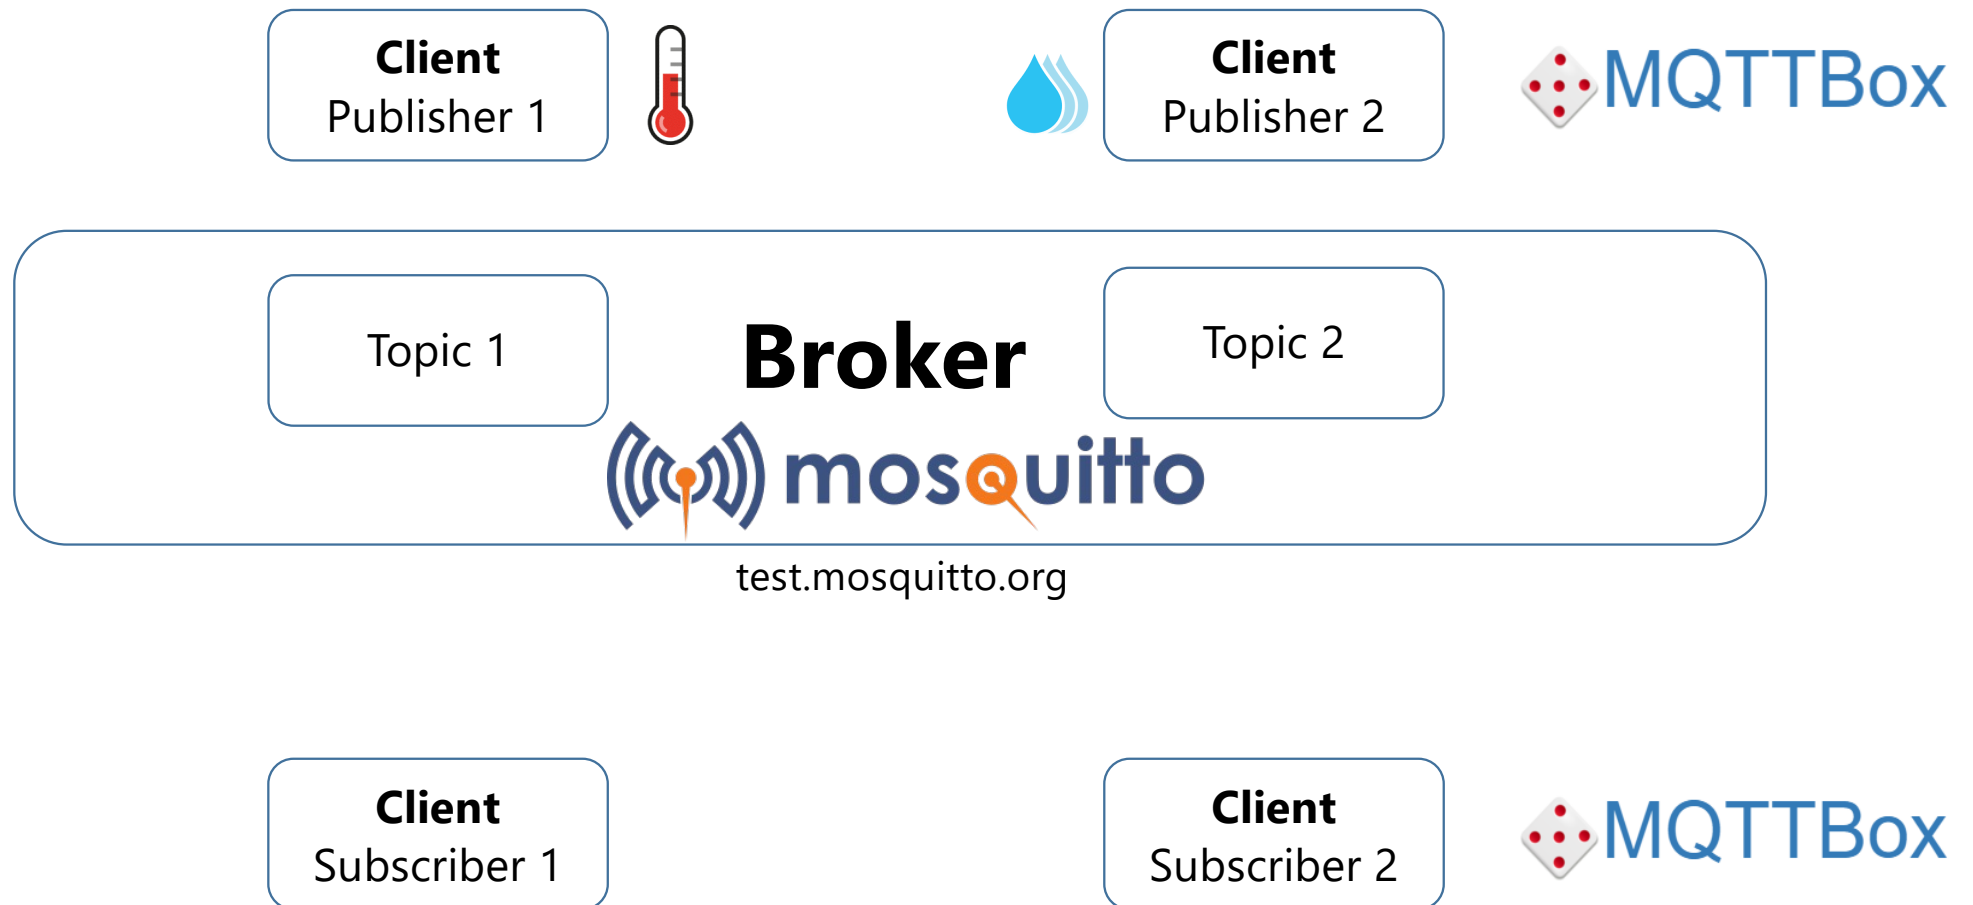 Client
Publisher 1
Client
Publisher 2
MQTTBox
Topic 1
Broker
Topic 2
mosquitto
test.mosquitto.org
Client
Subscriber 1
Client
Subscriber 2
MQTTBox